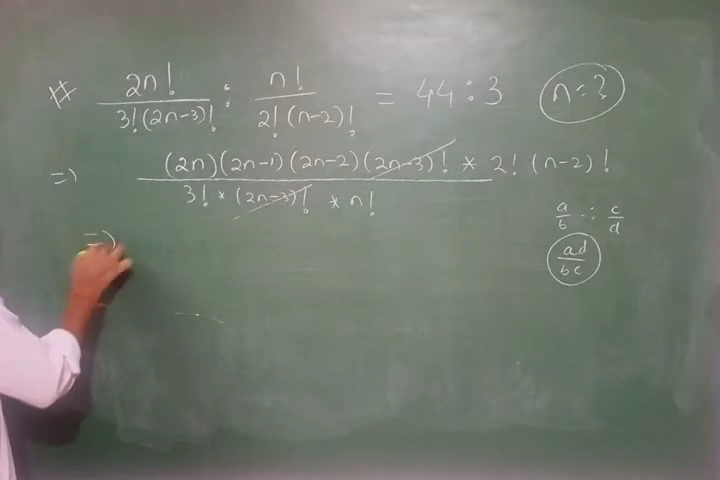 # 2n!/3!(2n-3)! : n!/2!(n-2)! = 44:3 n=?
=) (2n)(2n-1)(2n-2)(2n-3)! * 2! (n-2)!
3! * (2n-3)! * n!
a/b ÷ c/d
=)
ad/bc